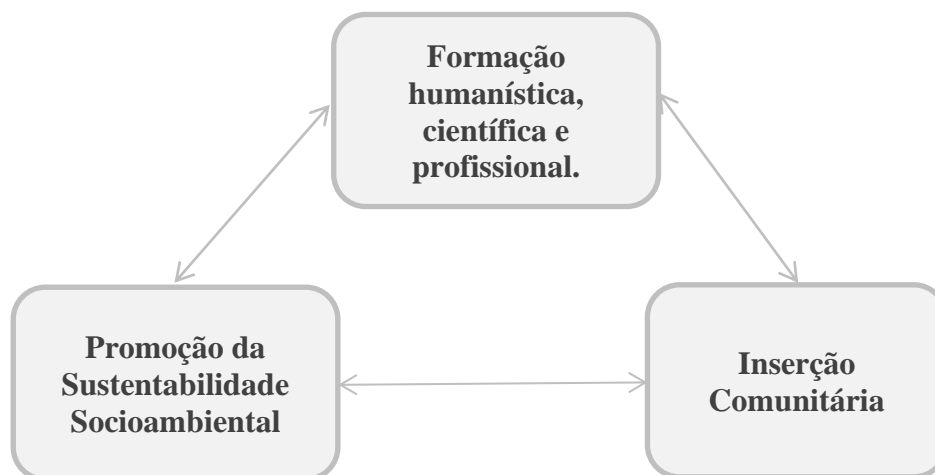 Formação
humanística,
científica e
profissional.
Promoção da
Sustentabilidade
Socioambiental
Inserção
Comunitária